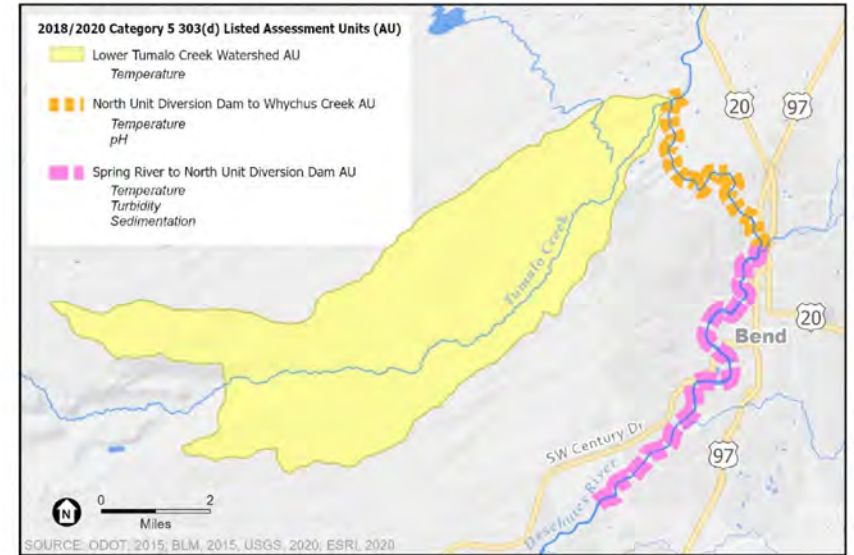 2018/2020 Category 5 303(d) Listed Assessment Units (AU)
Lower Tumalo Creek Watershed AU
Temperature
North Unit Diversion Dam to Whychus Creek AU
Temperature
pH
Spring River to North Unit Diversion Dam AU
Temperature
Turbidity
Sedimentation
20
97
Tumalo Creek
20
Bend
SW Century Dr
97
Deschutes River
N
0 2
Miles
SOURCE: ODOT, 2015; BLM, 2015, USGS, 2020; ESRI, 2020